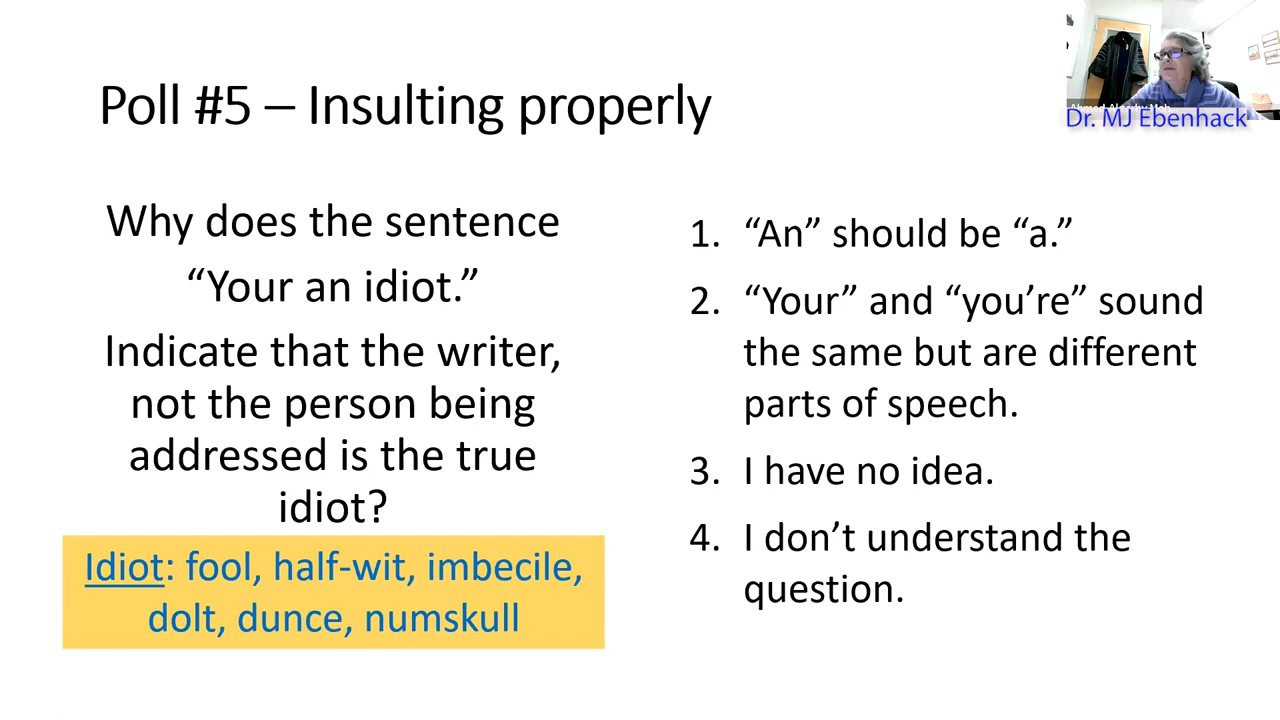 Poll #5 – Insulting properly
Dr. MJ Ebenhack
Why does the sentence
“Your an idiot.”
Indicate that the writer,
not the person being
addressed is the true
idiot?
Idiot: fool, half-wit, imbecile,
dolt, dunce, numskull
1. “An” should be “a.”
2. “Your” and “you’re” sound
the same but are different
parts of speech.
3. I have no idea.
4. I don’t understand the
question.